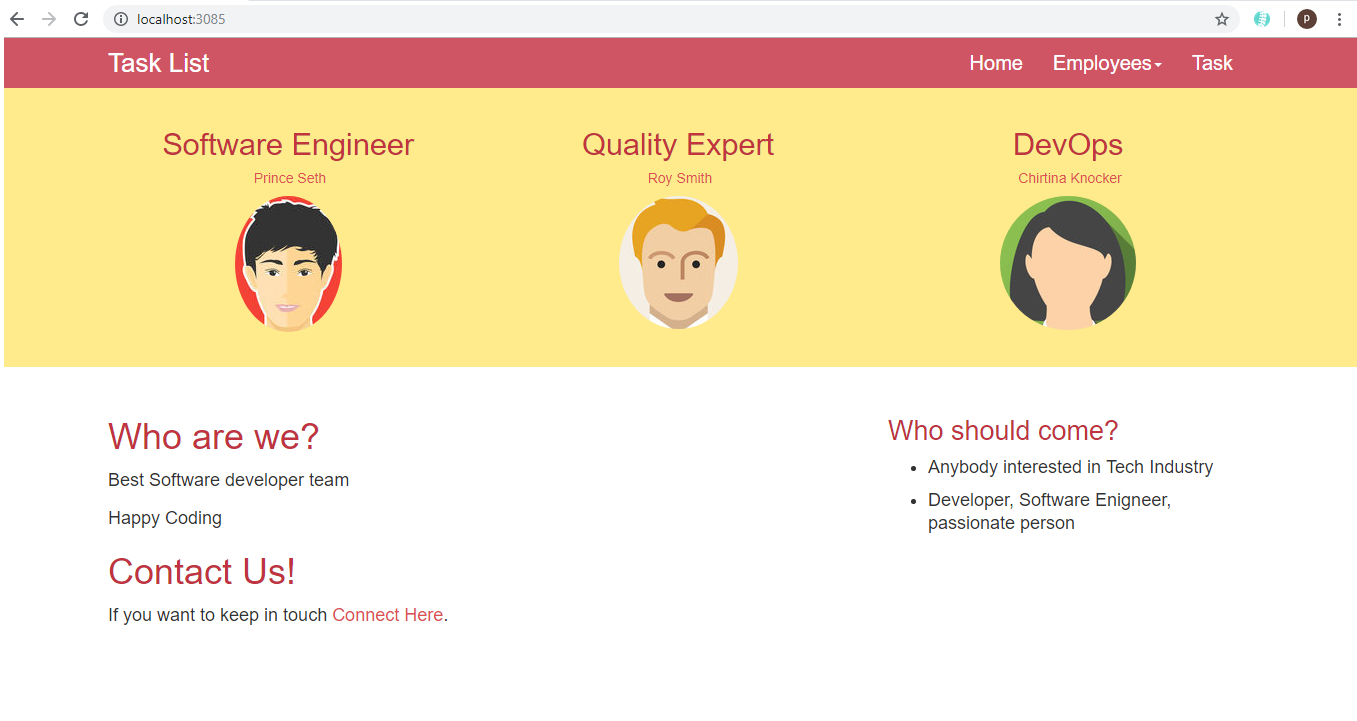 localhost:3085
p
Task List
Home Employees Task
Software Engineer
Prince Seth
Quality Expert
Roy Smith
DevOps
Chirtina Knocker
Who are we?
Best Software developer team
Happy Coding
Contact Us!
If you want to keep in touch Connect Here.
Who should come?
Anybody interested in Tech Industry
Developer, Software Enigneer,
passionate person